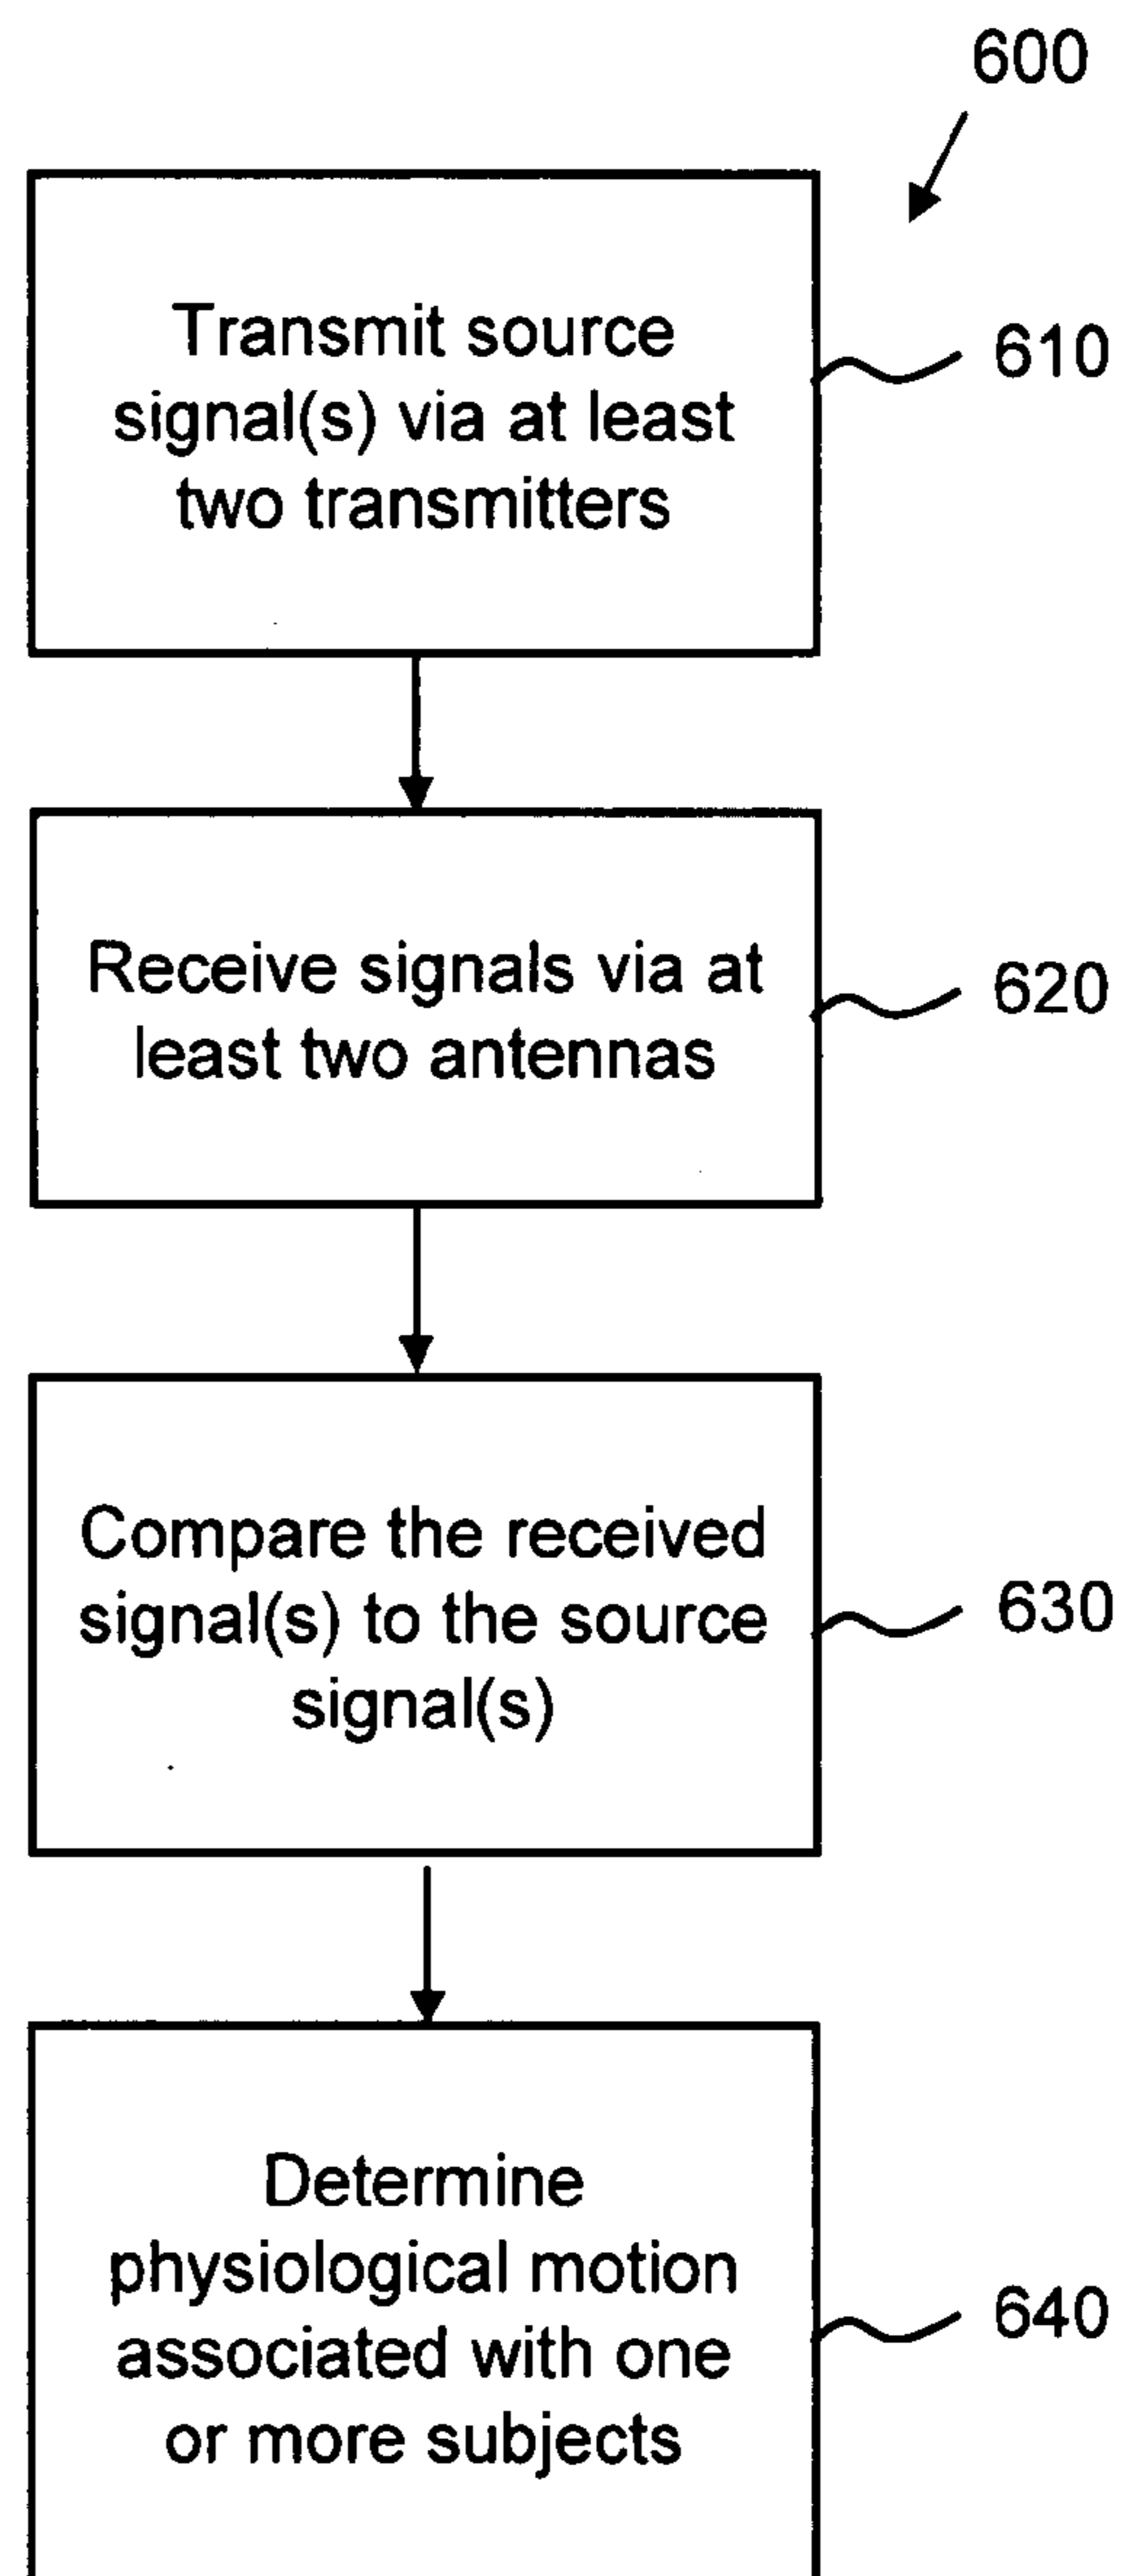 600
Transmit source
signal(s) via at least
two transmitters
610
Receive signals via at
least two antennas
620
Compare the received
signal(s) to the source
signal(s)
630
Determine
physiological motion
associated with one
or more subjects
640